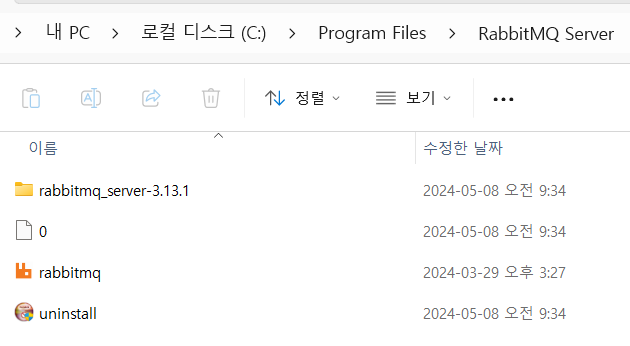 내 PC > 로컬 디스크 (C:) > Program Files > RabbitMQ Server
정렬 보기
이름 수정한 날짜
rabbitmq_server-3.13.1 2024-05-08 오전 9:34
0 2024-05-08 오전 9:34
rabbitmq 2024-03-29 오후 3:27
uninstall 2024-05-08 오전 9:34